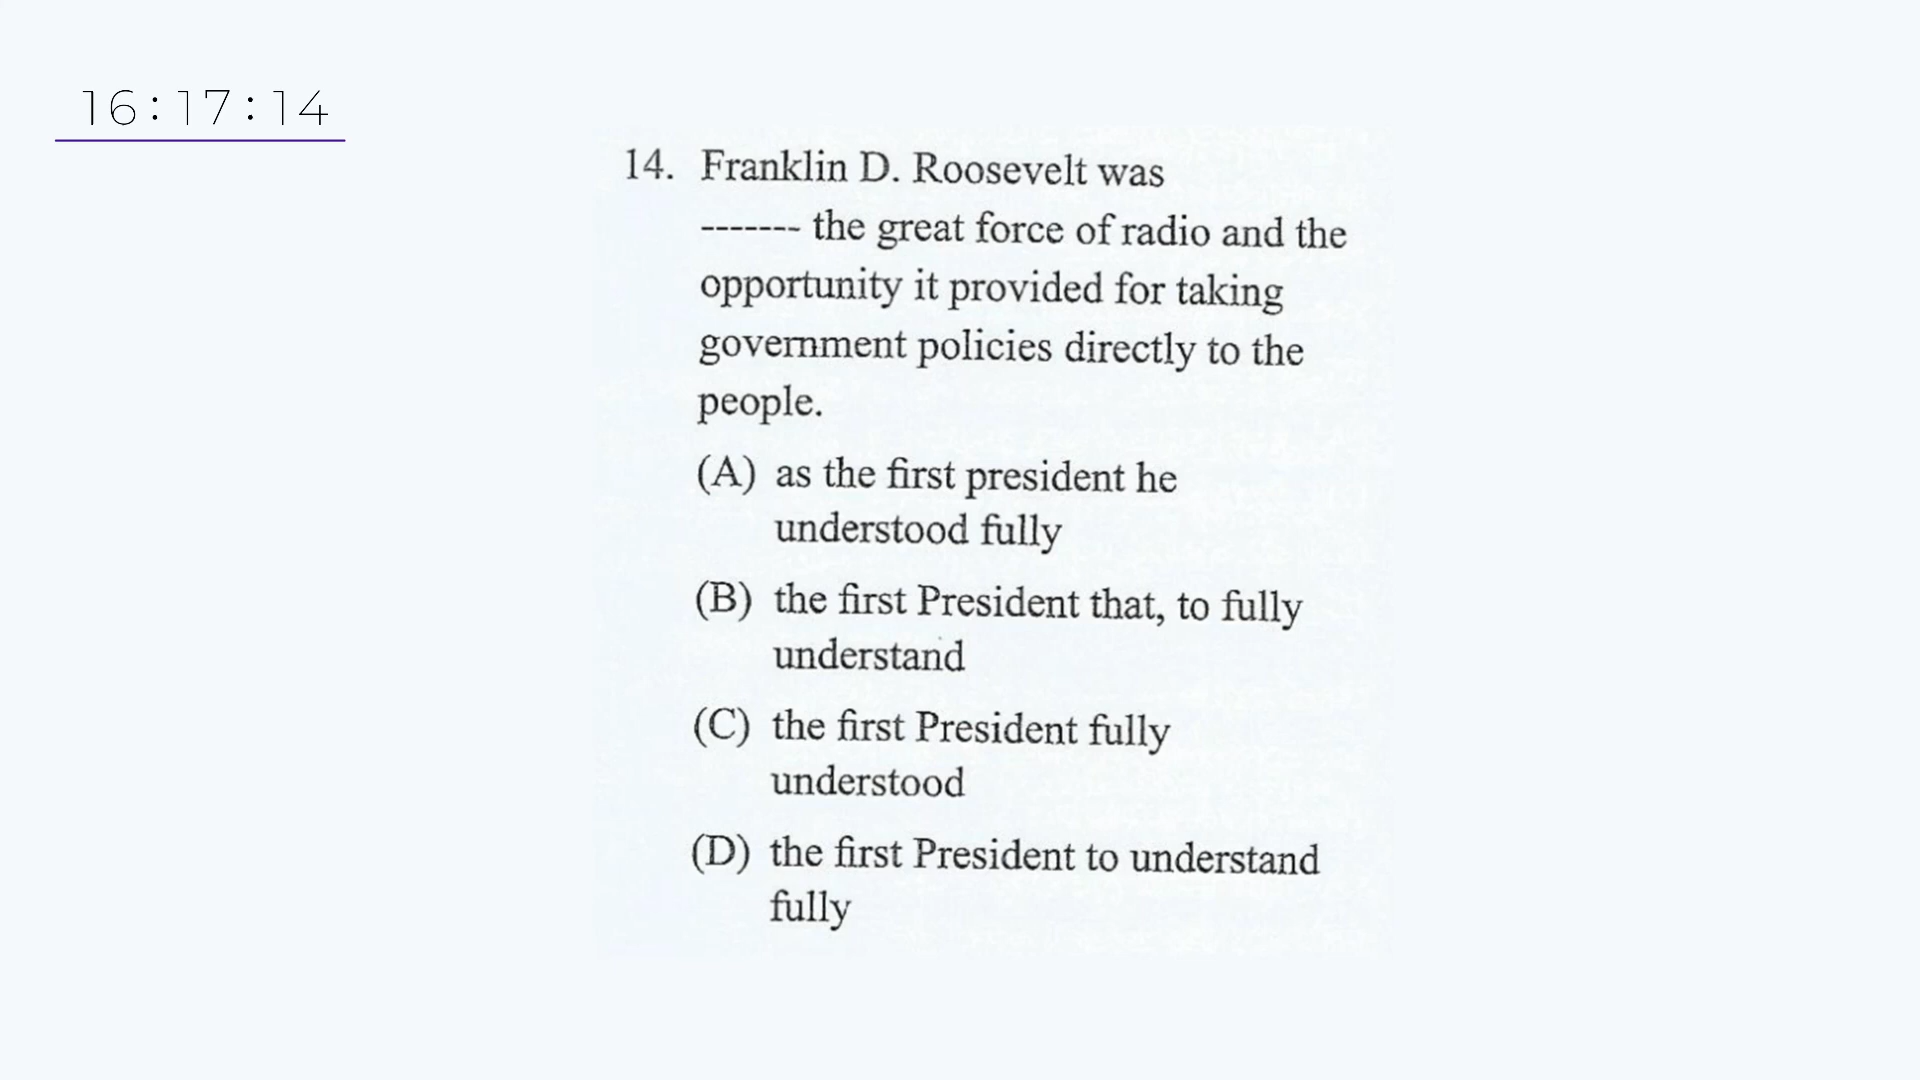 16:17:14
14. Franklin D. Roosevelt was
------- the great force of radio and the
opportunity it provided for taking
government policies directly to the
people.
(A) as the first president he
understood fully
(B) the first President that, to fully
understand
(C) the first President fully
understood
(D) the first President to understand
fully